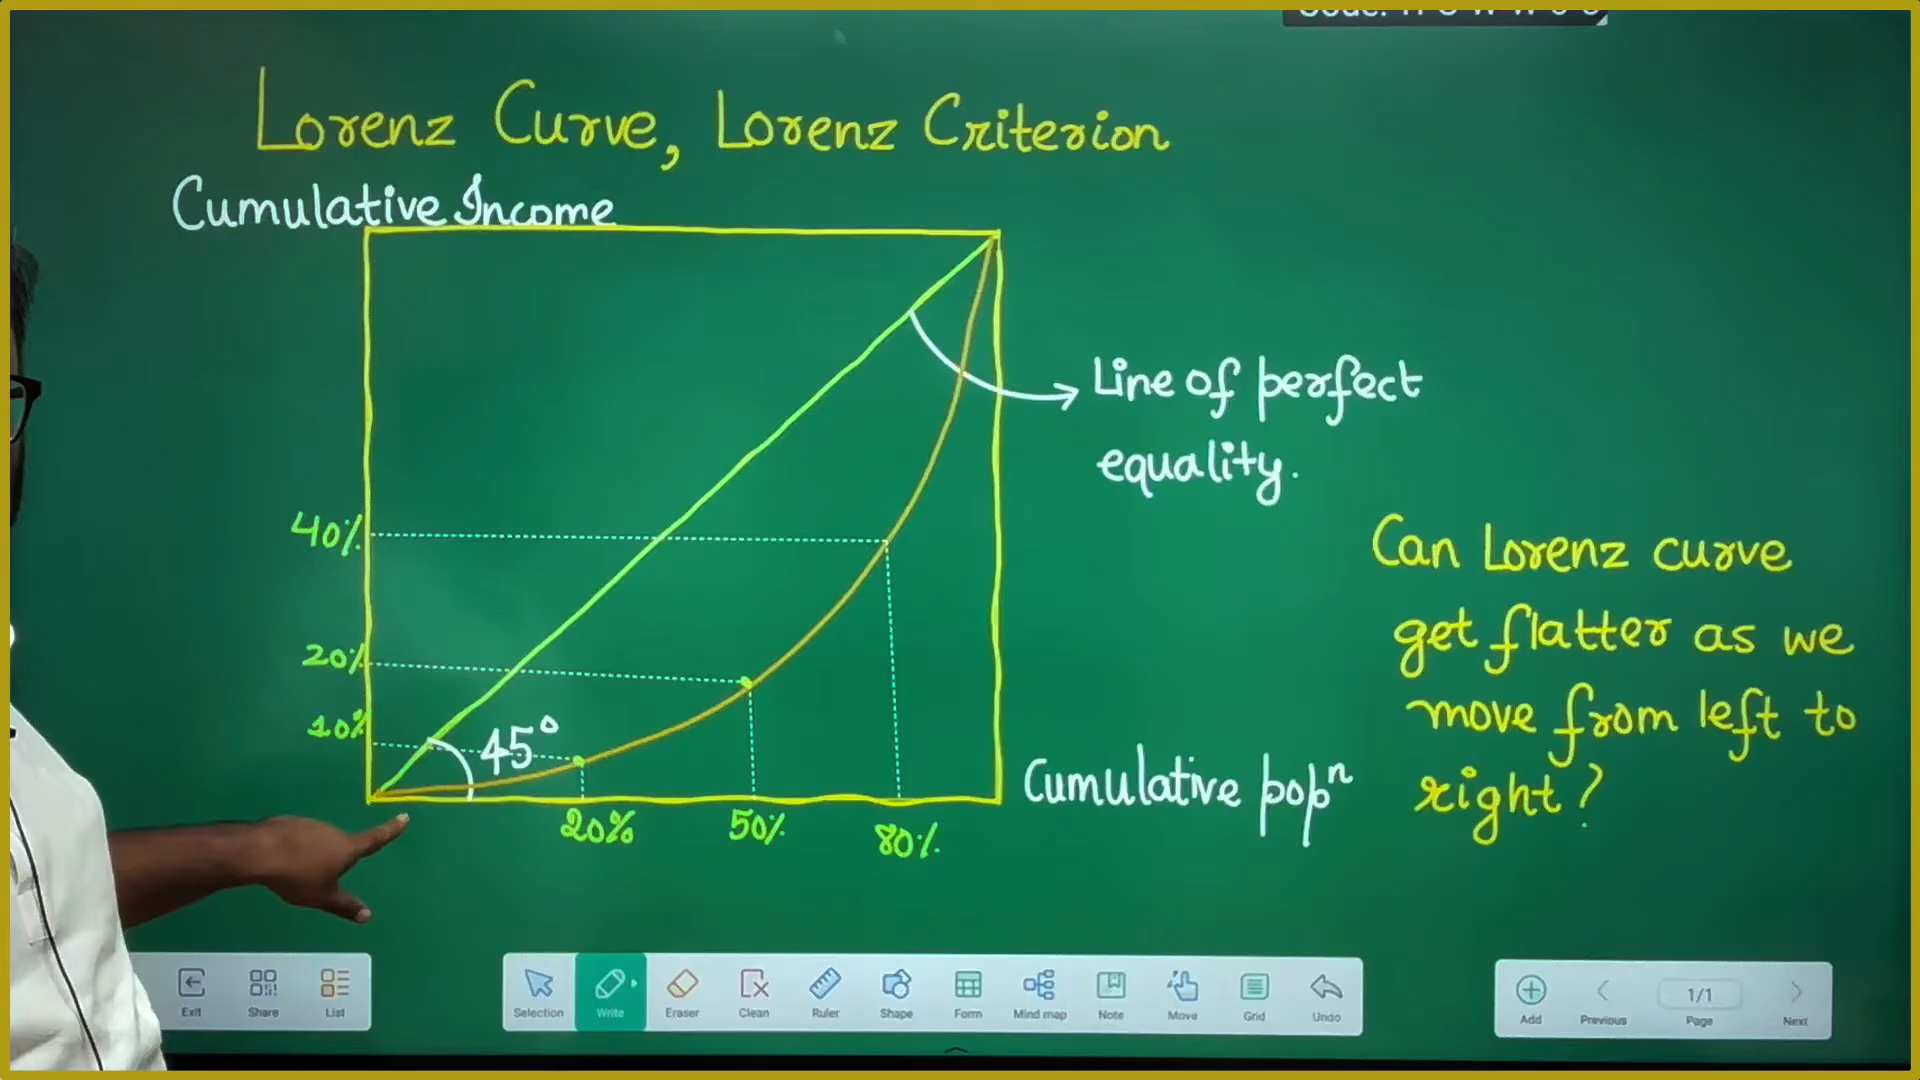 Lorenz Curve, Lorenz Criterion
Cumulative Income
Line of perfect
equality.
40%
20%
10%
45°
Can Lorenz curve
get flatter as we
move from left to
right?
Cumulative popⁿ
20% 50% 80%
Exit Share List
Selection Write Eraser Clean Ruler Shape Form Mind map Note Move Grid Undo
Add Previous 1/1 Page Next